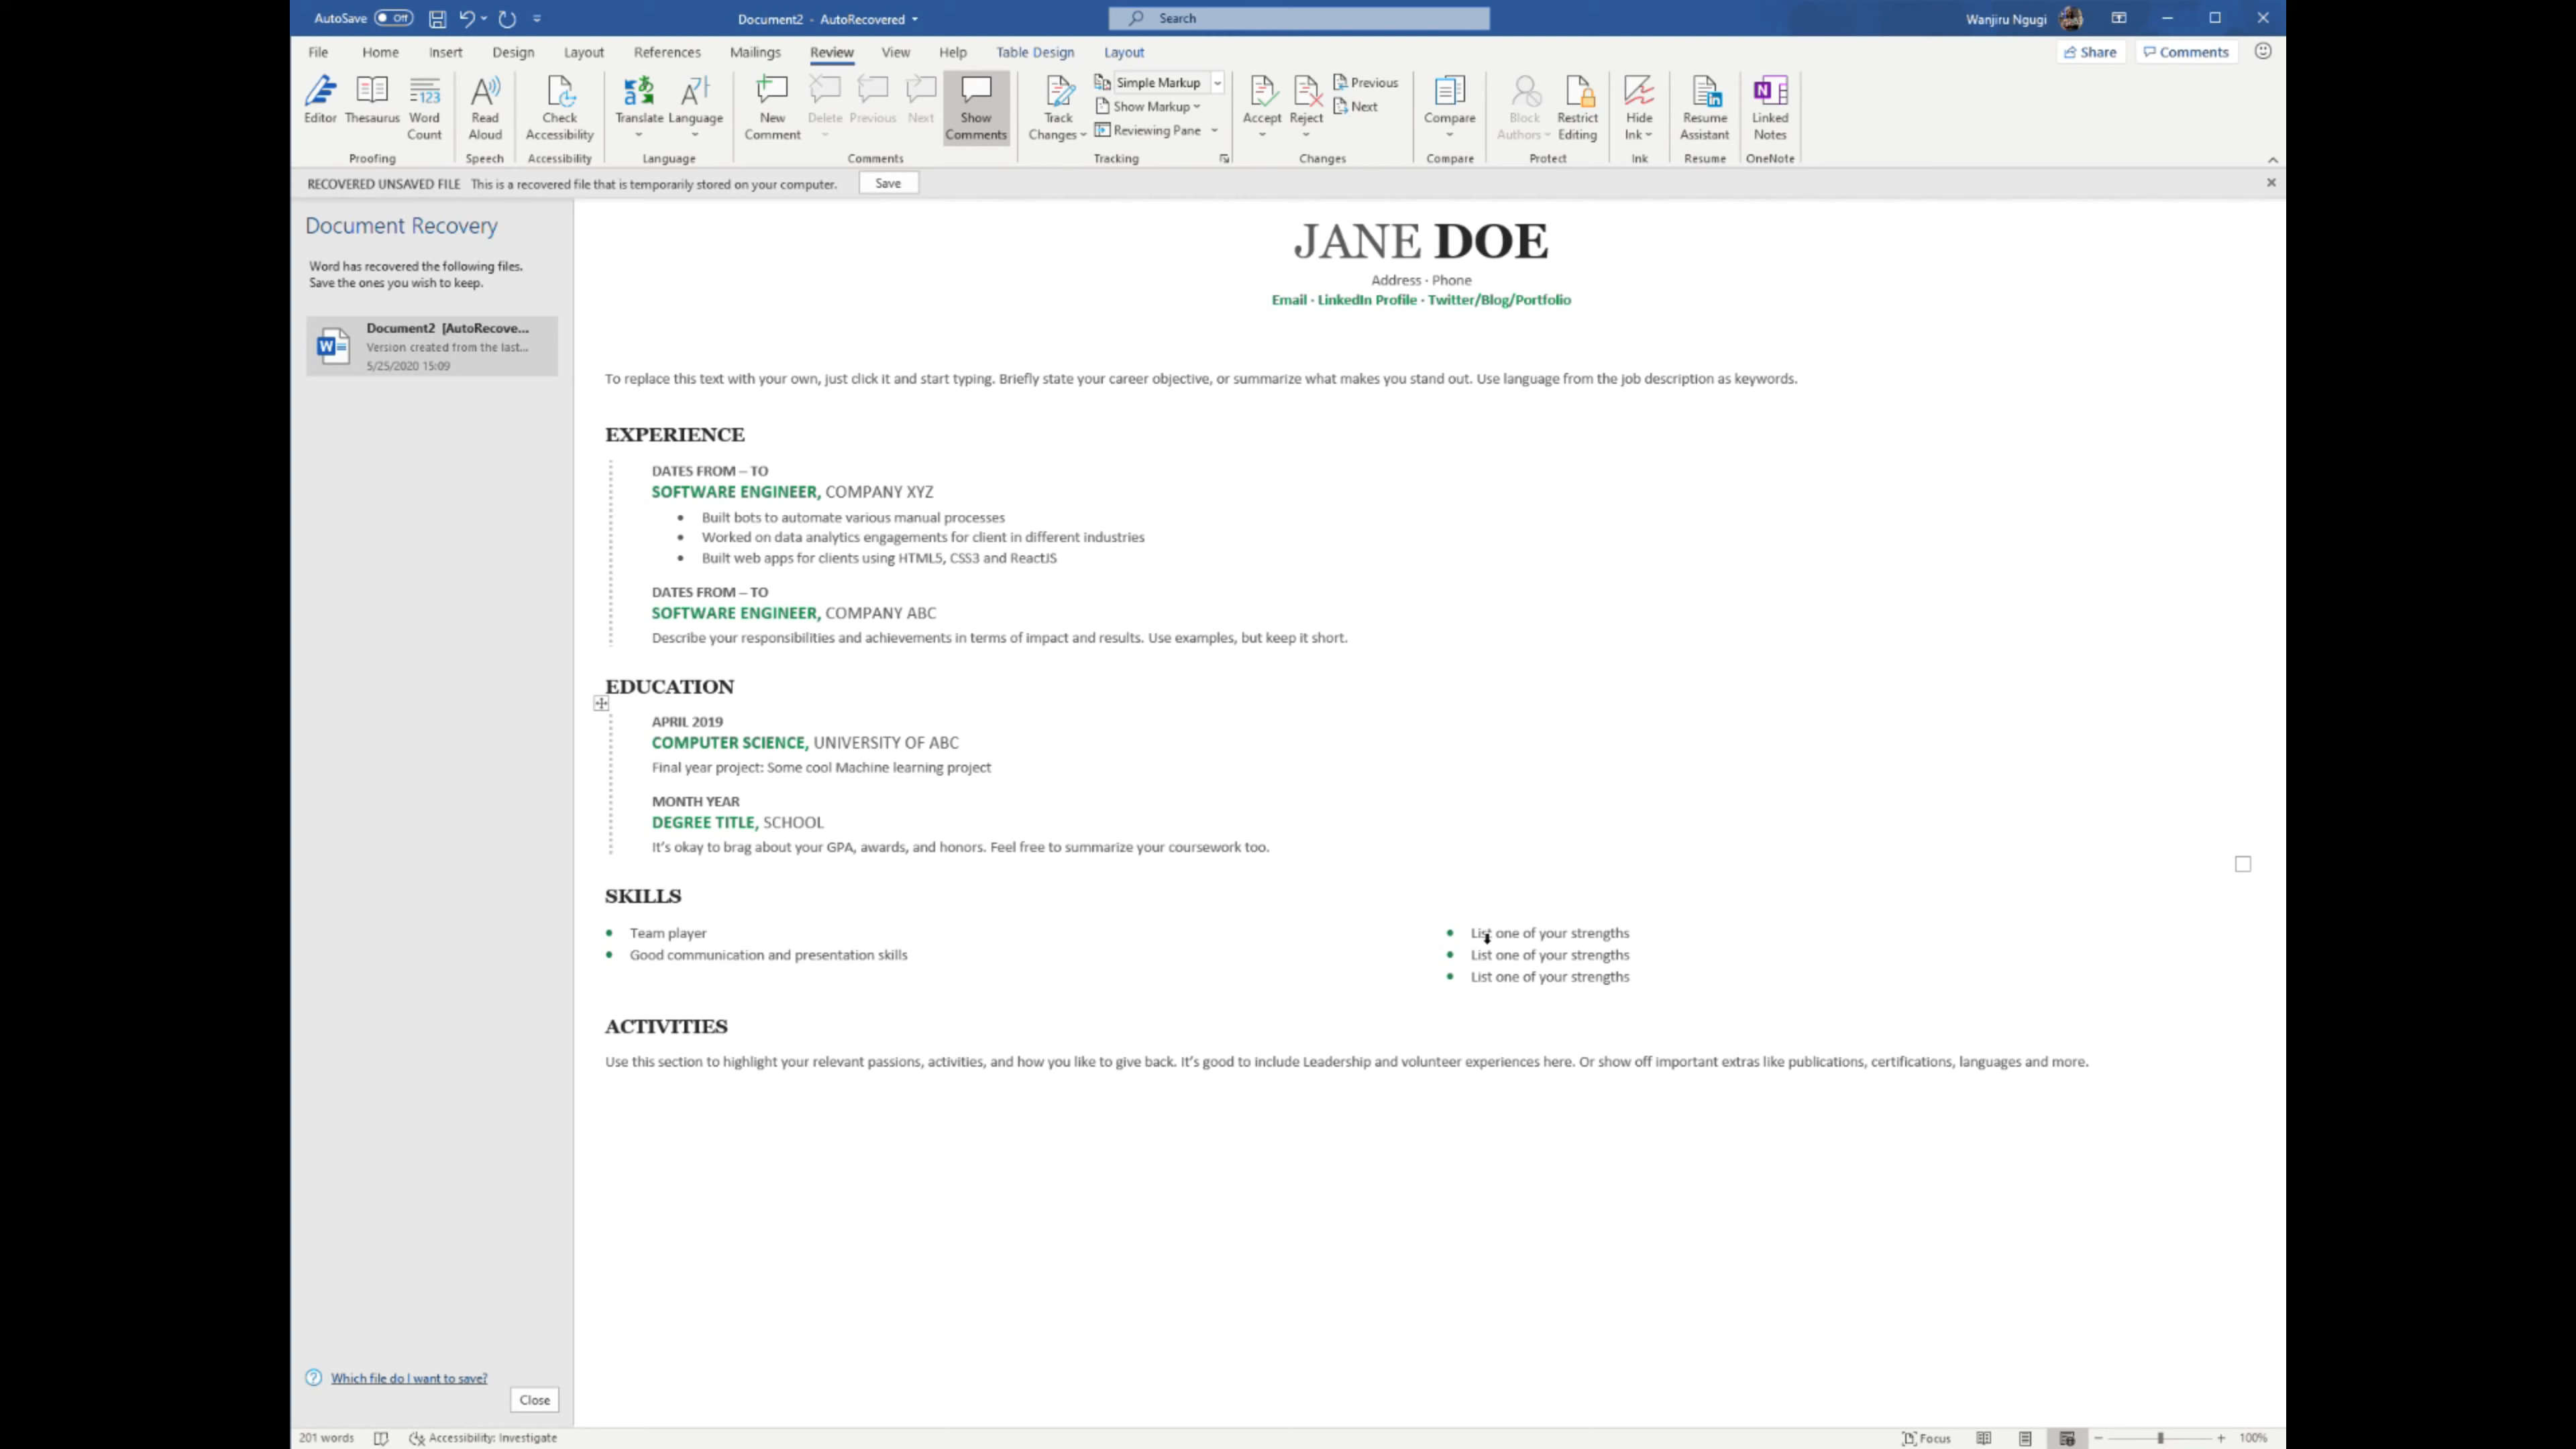 AutoSave Off Document2 - AutoRecovered Search Wanjiru Ngugi
File Home Insert Design Layout References Mailings Review View Help Table Design Layout Share Comments
Editor Thesaurus Word Count
Proofing
Read Aloud
Speech
Check Accessibility
Accessibility
Translate Language
Language
New Comment Delete Previous Next Show Comments
Comments
Track Changes
Simple Markup
Show Markup
Reviewing Pane
Tracking
Accept Reject
Previous
Next
Changes
Compare
Compare
Block Authors Restrict Editing
Protect
Hide Ink
Ink
Resume Assistant
Resume
Linked Notes
OneNote
RECOVERED UNSAVED FILE This is a recovered file that is temporarily stored on your computer. Save
Document Recovery
Word has recovered the following files.
Save the ones you wish to keep.
Document2 [AutoRecove...
Version created from the last...
5/25/2020 15:09
Which file do I want to save?
Close
JANE DOE
Address · Phone
Email · LinkedIn Profile · Twitter/Blog/Portfolio
To replace this text with your own, just click it and start typing. Briefly state your career objective, or summarize what makes you stand out. Use language from the job description as keywords.
EXPERIENCE
DATES FROM – TO
SOFTWARE ENGINEER, COMPANY XYZ
• Built bots to automate various manual processes
• Worked on data analytics engagements for client in different industries
• Built web apps for clients using HTML5, CSS3 and ReactJS
DATES FROM – TO
SOFTWARE ENGINEER, COMPANY ABC
Describe your responsibilities and achievements in terms of impact and results. Use examples, but keep it short.
EDUCATION
APRIL 2019
COMPUTER SCIENCE, UNIVERSITY OF ABC
Final year project: Some cool Machine learning project
MONTH YEAR
DEGREE TITLE, SCHOOL
It's okay to brag about your GPA, awards, and honors. Feel free to summarize your coursework too.
SKILLS
• Team player
• Good communication and presentation skills
• List one of your strengths
• List one of your strengths
• List one of your strengths
ACTIVITIES
Use this section to highlight your relevant passions, activities, and how you like to give back. It's good to include Leadership and volunteer experiences here. Or show off important extras like publications, certifications, languages and more.
201 words Accessibility: Investigate Focus 100%